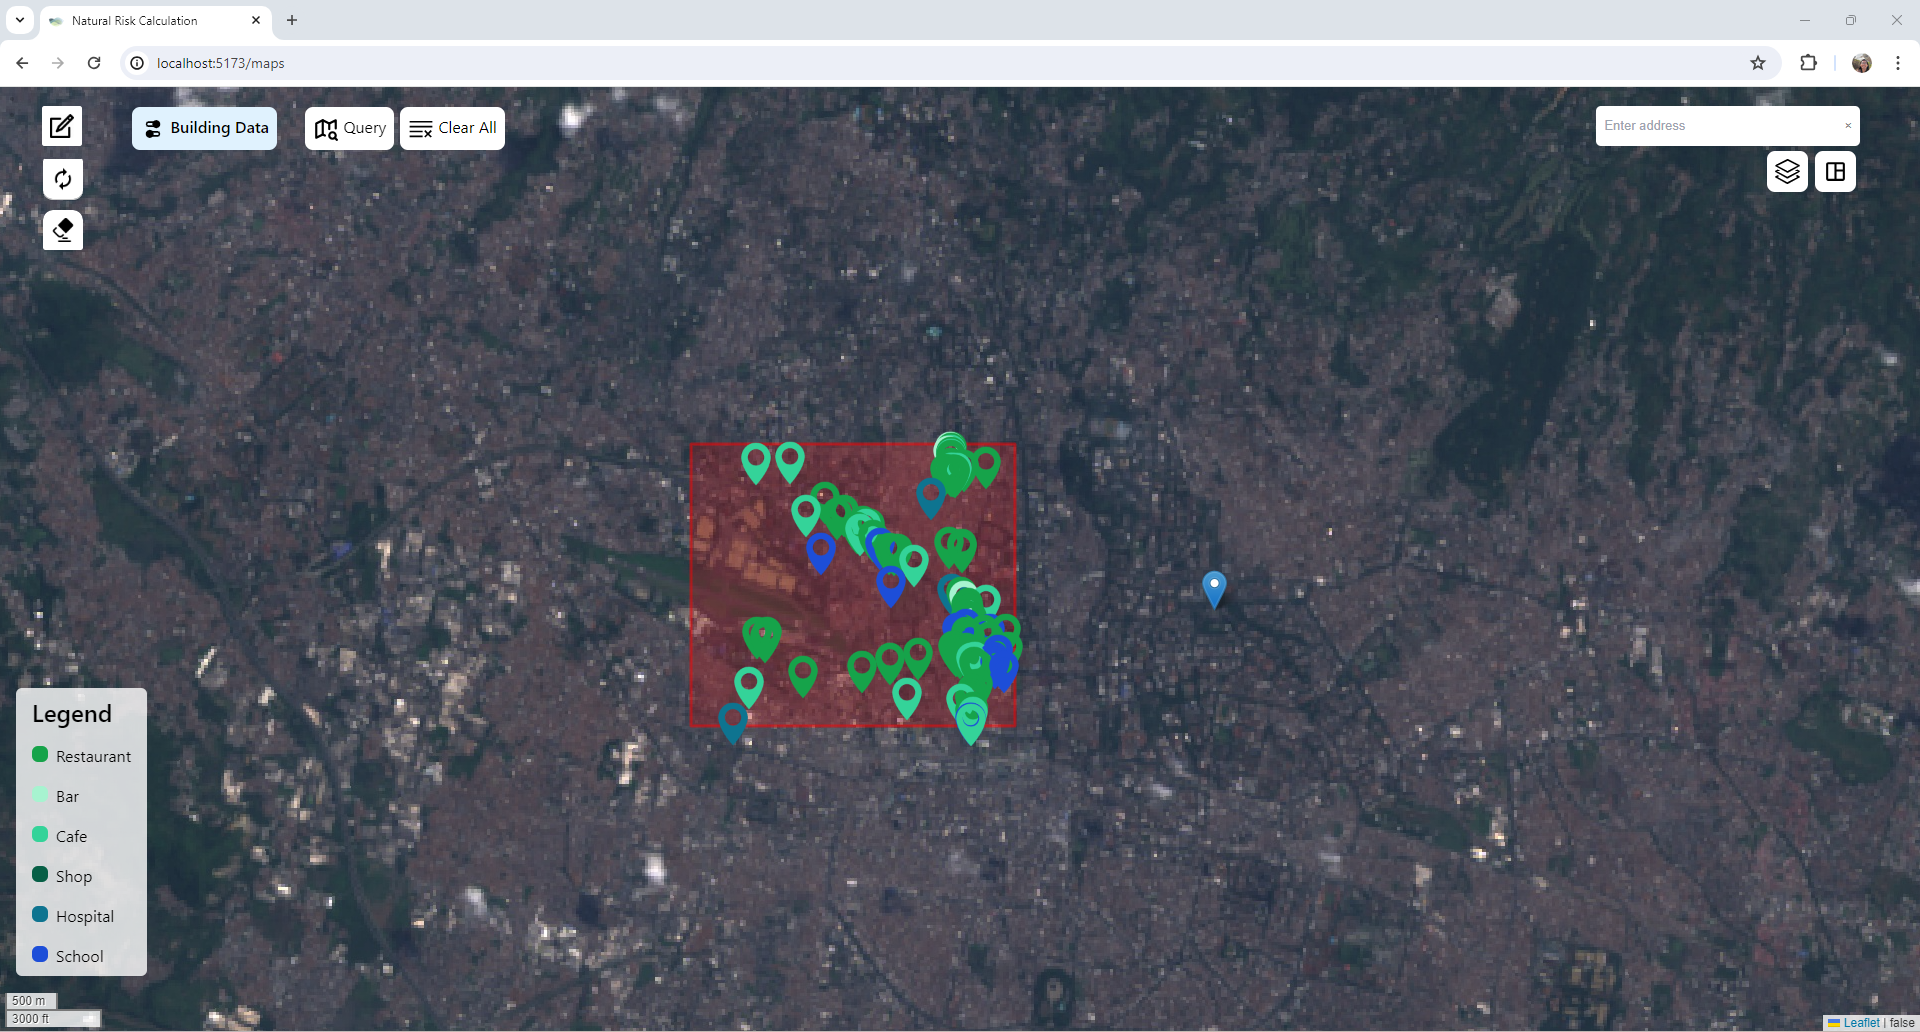 Natural Risk Calculation
localhost:5173/maps
Building Data
Query
Clear All
Enter address
Legend
Restaurant
Bar
Cafe
Shop
Hospital
School
500 m
3000 ft
Leaflet | false